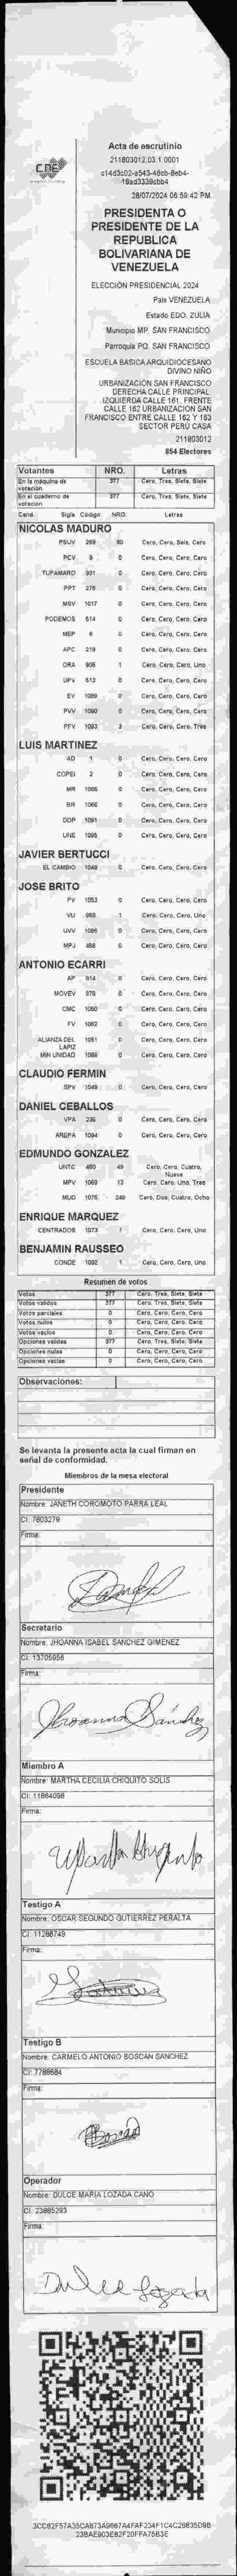 CNE
Acta de escrutinio
211803012.03.1.0001
28/07/2024 06:59:42 PM
PRESIDENTA O
PRESIDENTE DE LA
REPUBLICA
BOLIVARIANA DE
VENEZUELA
ELECCIÓN PRESIDENCIAL 2024
País VENEZUELA
Estado EDO. ZULIA
Municipio MP. SAN FRANCISCO
Parroquia PQ. SAN FRANCISCO
ESCUELA BÁSICA ARQUIDIOCESANO
DIVINO NIÑO
URBANIZACIÓN SAN FRANCISCO
DERECHA CALLE PRINCIPAL.
IZQUIERDA CALLE 161. FRENTE
CALLE 162 URBANIZACION SAN
FRANCISCO ENTRE CALLE 162 Y 163
SECTOR PERÚ CASA
211803012
854 Electores
Votantes NRO. Letras
En la máquina de votación 377 Cero, Tres, Siete, Siete
En el cuaderno de votación 377 Cero, Tres, Siete, Siete
Cand. Sigla Código NRO. Letras
NICOLAS MADURO
PSUV 269 80 Cero, Cero, Seis, Cero
PCV 9 0 Cero, Cero, Cero, Cero
TUPAMARO 931 0 Cero, Cero, Cero, Cero
PPT 276 0 Cero, Cero, Cero, Cero
MSV 1017 0 Cero, Cero, Cero, Cero
PODEMOS 514 0 Cero, Cero, Cero, Cero
MEP 6 0 Cero, Cero, Cero, Cero
APC 219 0 Cero, Cero, Cero, Cero
ORA 906 1 Cero, Cero, Cero, Uno
UPV 613 0 Cero, Cero, Cero, Cero
EV 1089 0 Cero, Cero, Cero, Cero
PVV 1090 0 Cero, Cero, Cero, Cero
PFV 1093 3 Cero, Cero, Cero, Tres
LUIS MARTINEZ
AD 1 0 Cero, Cero, Cero, Cero
COPEI 2 0 Cero, Cero, Cero, Cero
MR 1086 0 Cero, Cero, Cero, Cero
BR 1066 0 Cero, Cero, Cero, Cero
DDP 1091 0 Cero, Cero, Cero, Cero
UNE 1095 0 Cero, Cero, Cero, Cero
JAVIER BERTUCCI
EL CAMBIO 1048 0 Cero, Cero, Cero, Cero
JOSE BRITO
PV 1053 0 Cero, Cero, Cero, Cero
VU 968 1 Cero, Cero, Cero, Uno
UVV 1096 0 Cero, Cero, Cero, Cero
MPJ 458 0 Cero, Cero, Cero, Cero
ANTONIO ECARRI
AP 914 0 Cero, Cero, Cero, Cero
MOVEV 979 0 Cero, Cero, Cero, Cero
CMC 1050 0 Cero, Cero, Cero, Cero
FV 1062 0 Cero, Cero, Cero, Cero
ALIANZA DEL LAPIZ 1051 0 Cero, Cero, Cero, Cero
MIN UNIDAD 1068 0 Cero, Cero, Cero, Cero
CLAUDIO FERMIN
SPV 1049 0 Cero, Cero, Cero, Cero
DANIEL CEBALLOS
VPA 236 0 Cero, Cero, Cero, Cero
AREPA 1094 0 Cero, Cero, Cero, Cero
EDMUNDO GONZALEZ
UNTC 460 49 Cero, Cero, Cuatro, Nueve
MPV 1069 13 Cero, Cero, Uno, Tres
MUD 1076 248 Cero, Dos, Cuatro, Ocho
ENRIQUE MARQUEZ
CENTRADOS 1073 1 Cero, Cero, Cero, Uno
BENJAMIN RAUSSEO
CONDE 1092 1 Cero, Cero, Cero, Uno
Resumen de votos
Votos 377 Cero, Tres, Siete, Siete
Votos validos 377 Cero, Tres, Siete, Siete
Votos parciales 0 Cero, Cero, Cero, Cero
Votos nulos 0 Cero, Cero, Cero, Cero
Votos vacíos 0 Cero, Cero, Cero, Cero
Opciones validas 377 Cero, Tres, Siete, Siete
Opciones nulas 0 Cero, Cero, Cero, Cero
Opciones vacías 0 Cero, Cero, Cero, Cero
Observaciones:
Se levanta la presente acta la cual firman en
señal de conformidad.
Miembros de la mesa electoral
Presidente
Nombre: JANETH COROMOTO PARRA LEAL
CI: 7603279
Firma:
Secretario
Nombre: JHOANNA ISABEL SANCHEZ GIMENEZ
CI: 13705956
Firma:
Jhoanna Sánchez
Miembro A
Nombre: MARTHA CECILIA CHIQUITO SOLIS
CI: 11864098
Firma:
Martha Chiquito
Testigo A
Nombre: OSCAR SEGUNDO GUTIERREZ PERALTA
CI: 11286749
Firma:
Testigo B
Nombre: CARMELO ANTONIO BOSCAN SANCHEZ
CI: 7788684
Firma:
Boscan
Operador
Nombre: DULCE MARIA LOZADA CANO
CI: 23865293
Firma:
Dulce Lozada